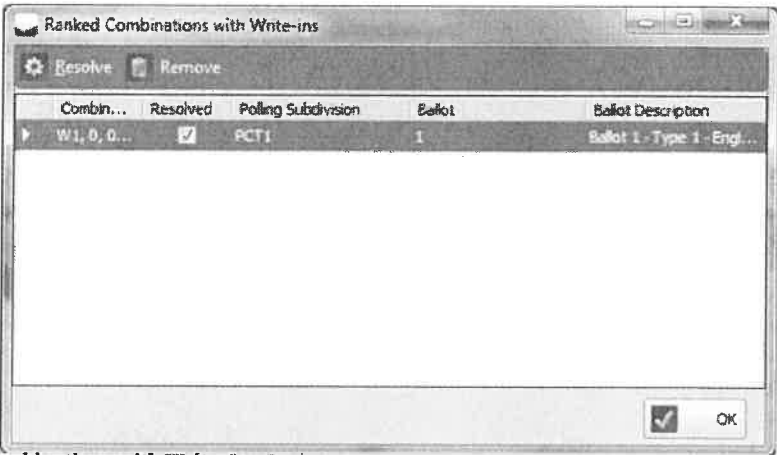 Ranked Combinations with Write-ins
Resolve Remove
Combin... Resolved Polling Subdivision Ballot Ballot Description
W1, 0, 0... PCT1 1 Ballot 1 - Type 1 - Engl...
OK